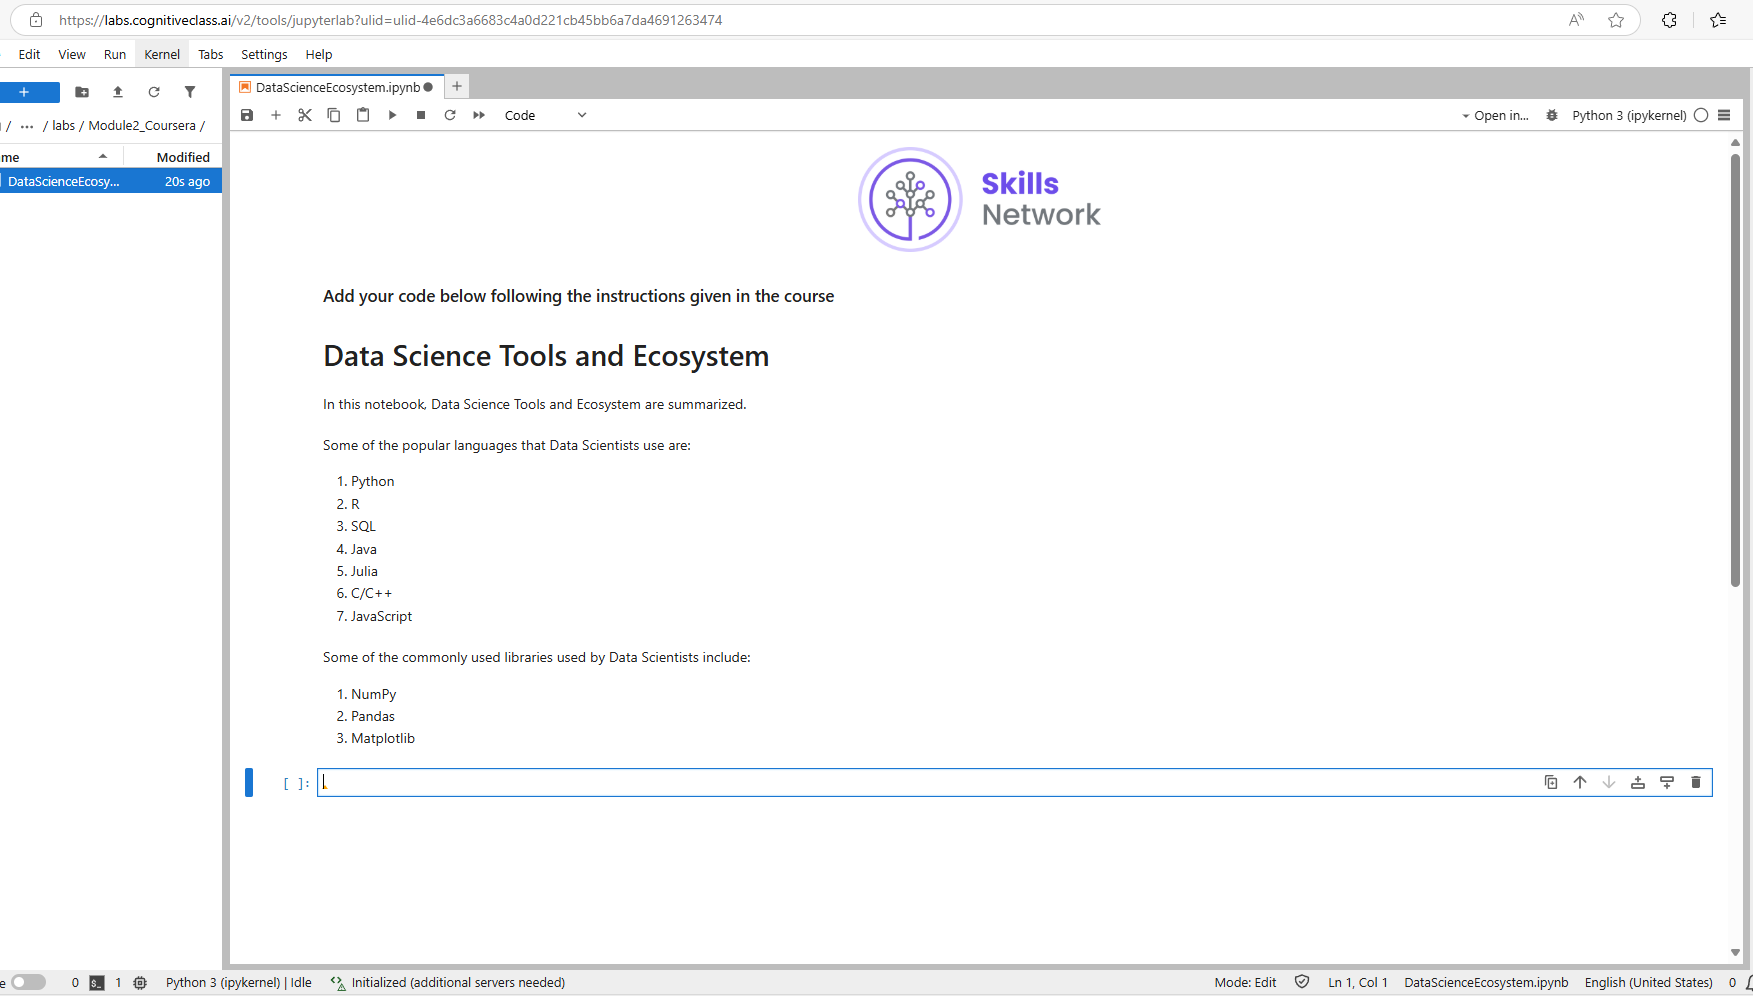 https://labs.cognitiveclass.ai/v2/tools/jupyterlab?ulid=ulid-4e6dc3a6683c4a0d221cb45bb6a7da4691263474
Edit View Run Kernel Tabs Settings Help
DataScienceEcosystem.ipynb
Code
Open in...
Python 3 (ipykernel)
/ ... / labs / Module2_Coursera /
me Modified
DataScienceEcosy... 20s ago
Skills
Network
Add your code below following the instructions given in the course
Data Science Tools and Ecosystem
In this notebook, Data Science Tools and Ecosystem are summarized.
Some of the popular languages that Data Scientists use are:
1. Python
2. R
3. SQL
4. Java
5. Julia
6. C/C++
7. JavaScript
Some of the commonly used libraries used by Data Scientists include:
1. NumPy
2. Pandas
3. Matplotlib
[ ]:
e 0 $_ 1 Python 3 (ipykernel) | Idle Initialized (additional servers needed) Mode: Edit Ln 1, Col 1 DataScienceEcosystem.ipynb English (United States) 0